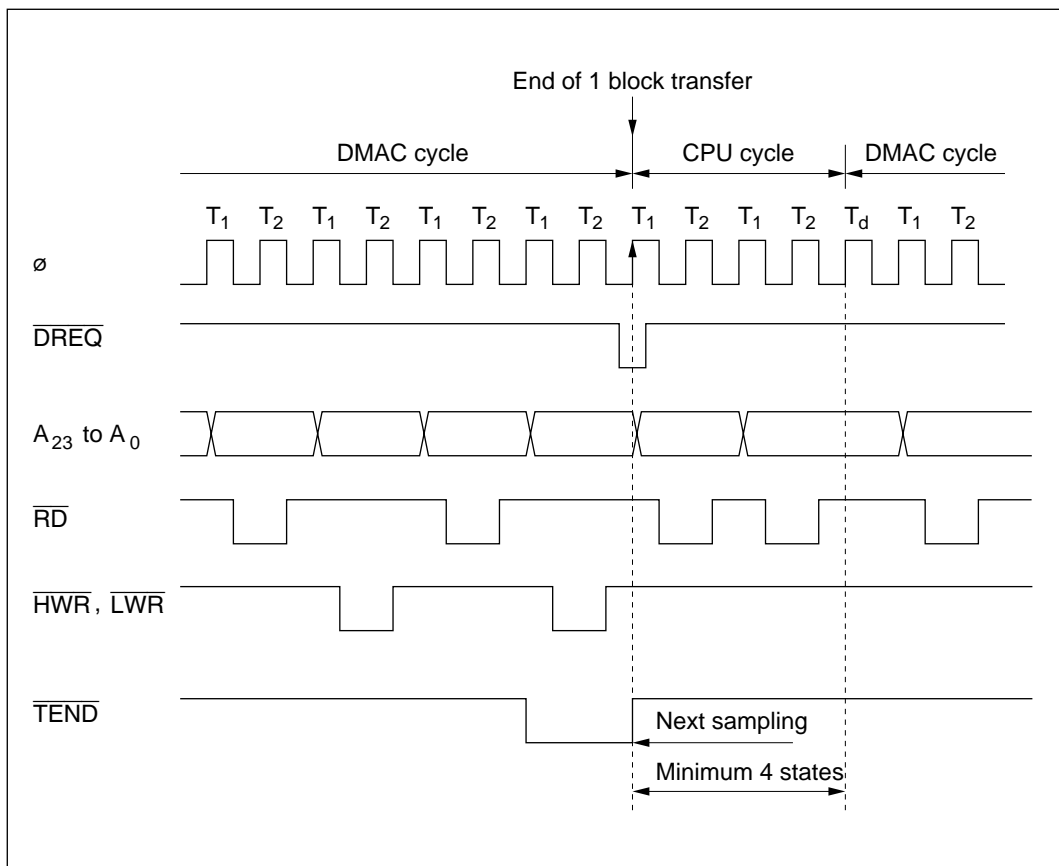 End of 1 block transfer
DMAC cycle CPU cycle DMAC cycle
T1 T2 T1 T2 T1 T2 T1 T2 T1 T2 T1 T2 Td T1 T2
ø
DREQ
A23 to A0
RD
HWR, LWR
TEND
Next sampling
Minimum 4 states